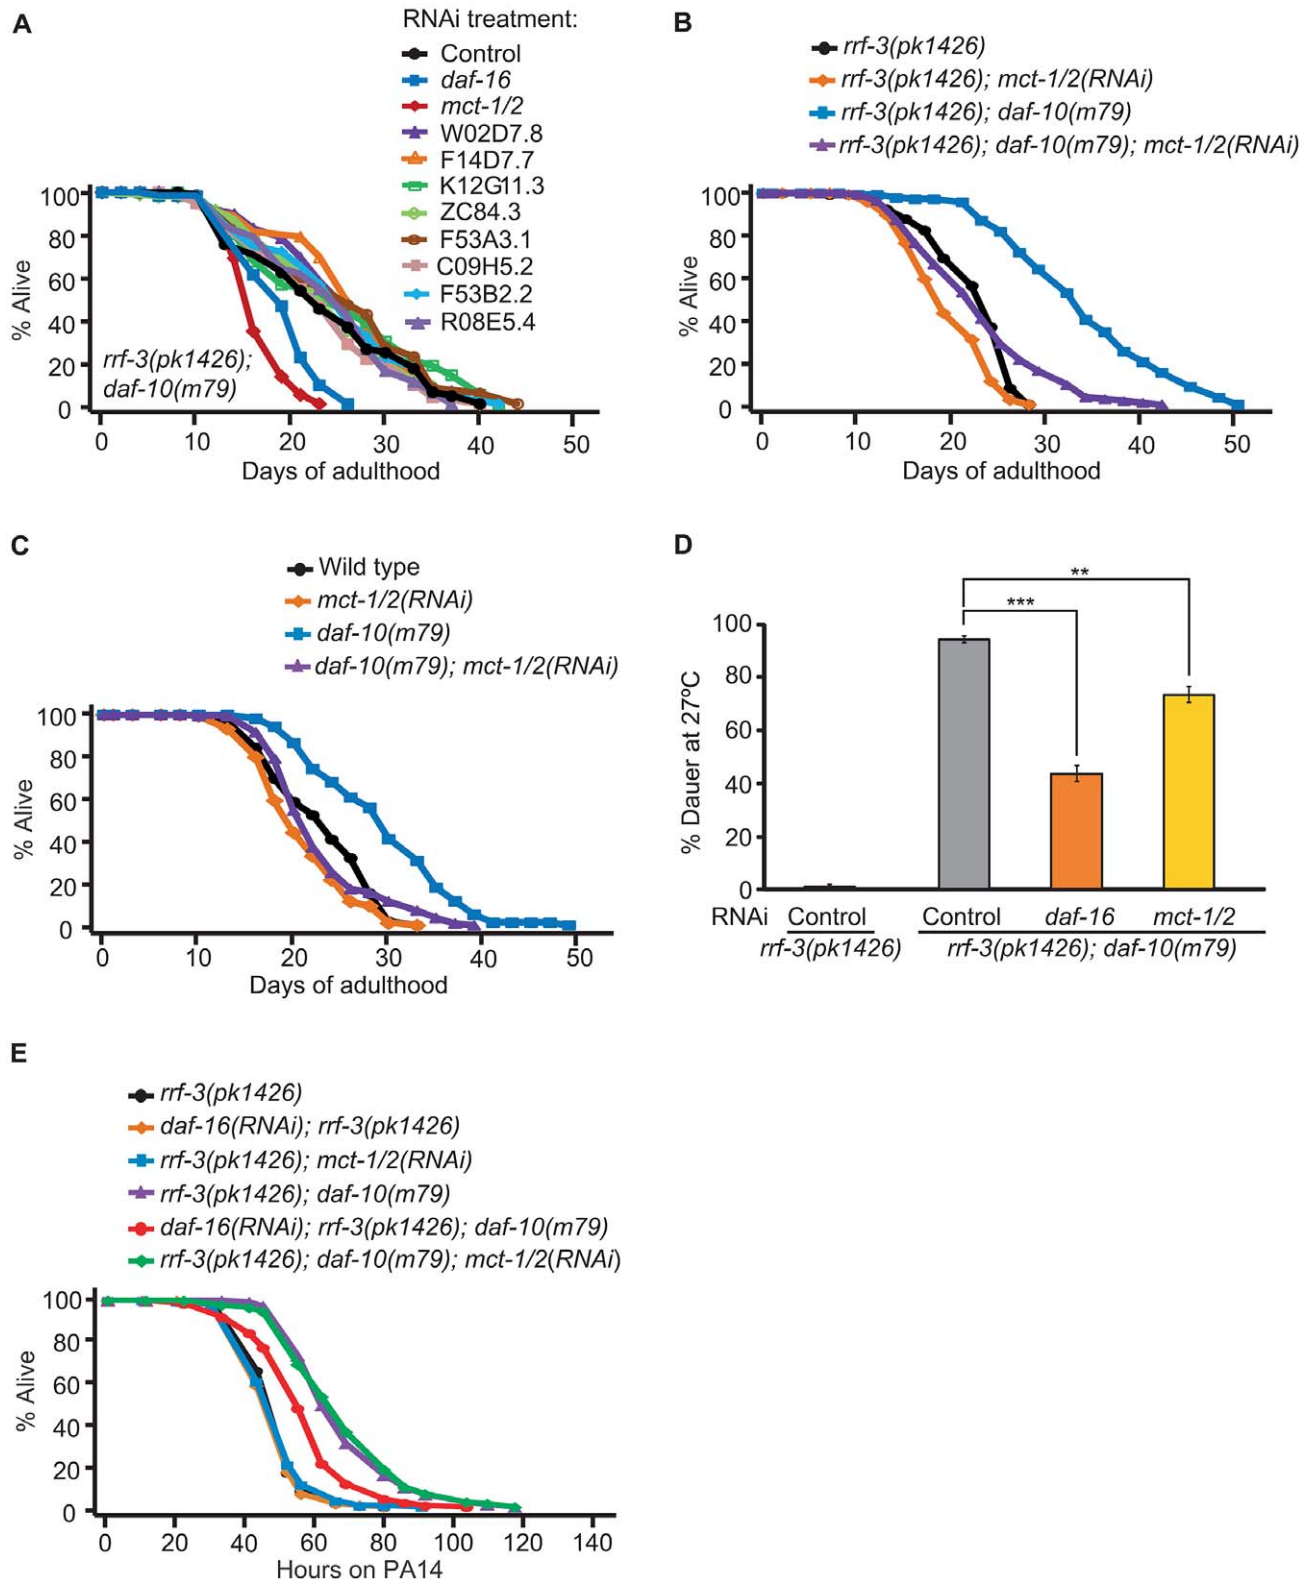 A
RNAi treatment:
Control
daf-16
mct-1/2
W02D7.8
F14D7.7
K12G11.3
ZC84.3
F53A3.1
C09H5.2
F53B2.2
R08E5.4
100
80
60
40
20
0
% Alive
rrf-3(pk1426);
daf-10(m79)
0 10 20 30 40 50
Days of adulthood
B
rrf-3(pk1426)
rrf-3(pk1426); mct-1/2(RNAi)
rrf-3(pk1426); daf-10(m79)
rrf-3(pk1426); daf-10(m79); mct-1/2(RNAi)
100
80
60
40
20
0
% Alive
0 10 20 30 40 50
Days of adulthood
C
Wild type
mct-1/2(RNAi)
daf-10(m79)
daf-10(m79); mct-1/2(RNAi)
100
80
60
40
20
0
% Alive
0 10 20 30 40 50
Days of adulthood
D
**
***
100
80
60
40
20
0
% Dauer at 27ºC
RNAi Control Control daf-16 mct-1/2
rrf-3(pk1426) rrf-3(pk1426); daf-10(m79)
E
rrf-3(pk1426)
daf-16(RNAi); rrf-3(pk1426)
rrf-3(pk1426); mct-1/2(RNAi)
rrf-3(pk1426); daf-10(m79)
daf-16(RNAi); rrf-3(pk1426); daf-10(m79)
rrf-3(pk1426); daf-10(m79); mct-1/2(RNAi)
100
80
60
40
20
0
% Alive
0 20 40 60 80 100 120 140
Hours on PA14